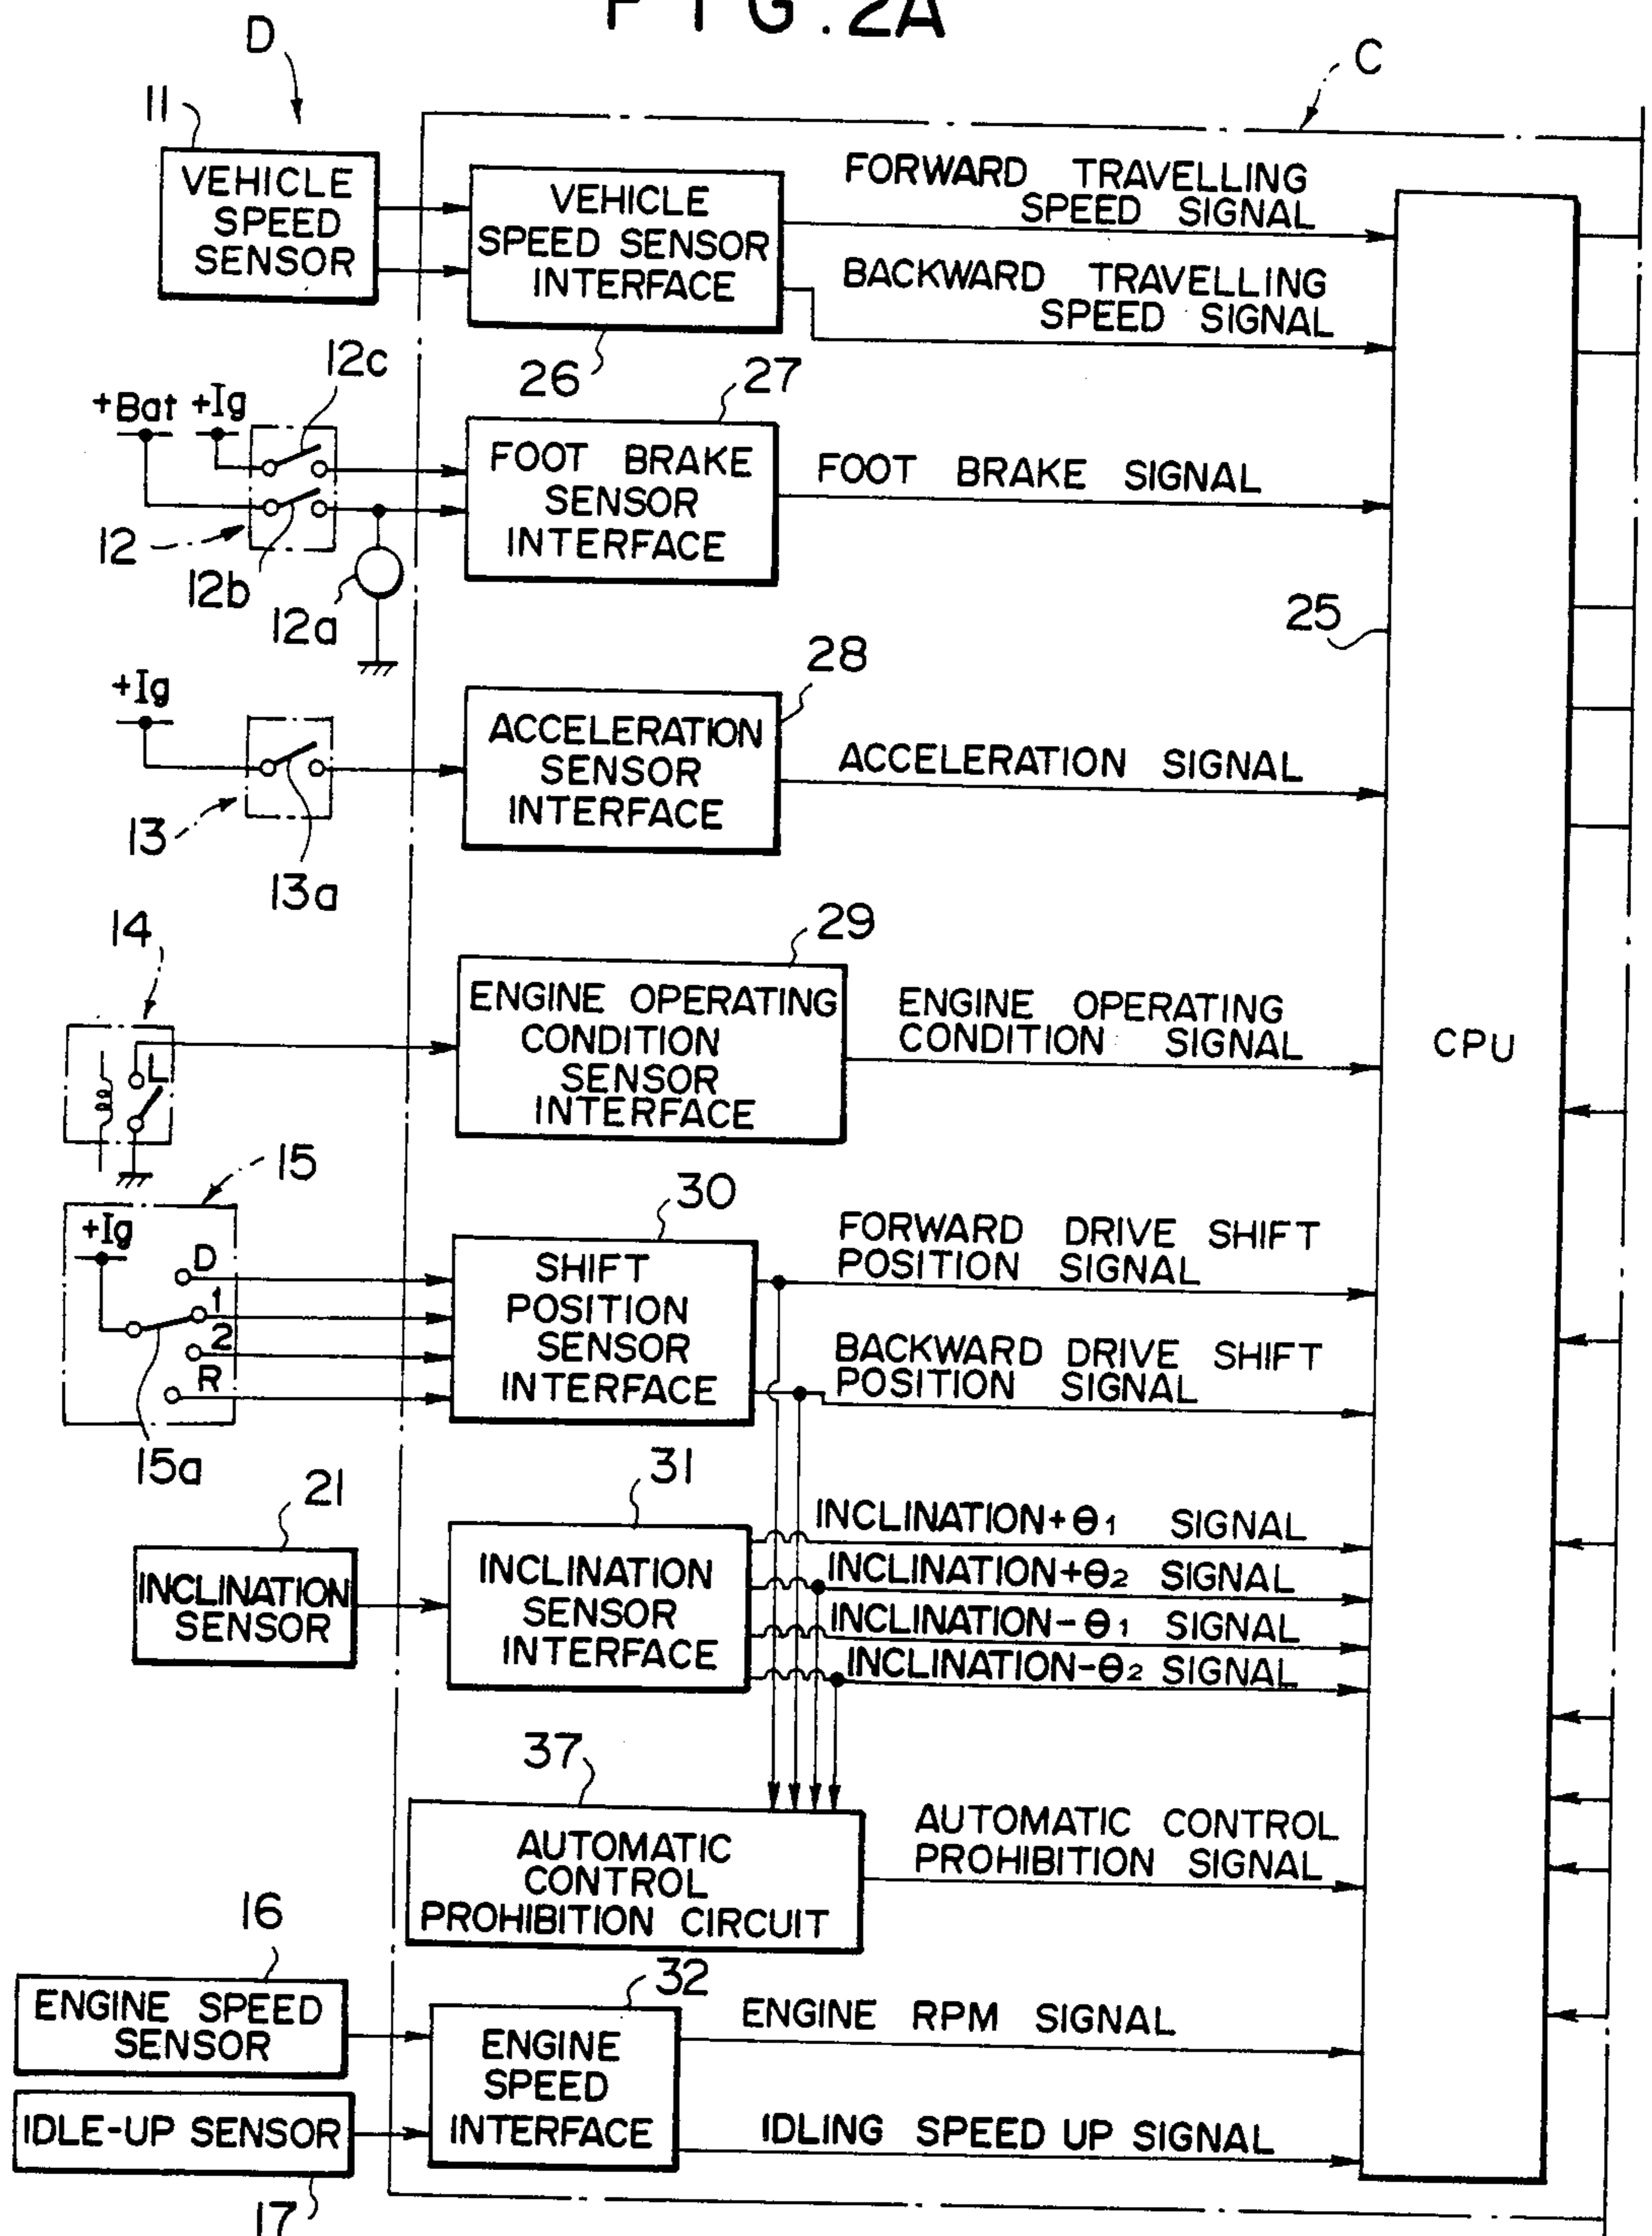 FIG.2A
D
C
11
VEHICLE
SPEED
SENSOR
VEHICLE
SPEED SENSOR
INTERFACE
26
FORWARD TRAVELLING
SPEED SIGNAL
BACKWARD TRAVELLING
SPEED SIGNAL
+Bat
+Ig
12c
12
12b
12a
27
FOOT BRAKE
SENSOR
INTERFACE
FOOT BRAKE SIGNAL
25
CPU
+Ig
13
13a
28
ACCELERATION
SENSOR
INTERFACE
ACCELERATION SIGNAL
14
L
29
ENGINE OPERATING
CONDITION
SENSOR
INTERFACE
ENGINE OPERATING
CONDITION SIGNAL
15
+Ig
D
1
2
R
15a
30
SHIFT
POSITION
SENSOR
INTERFACE
FORWARD DRIVE SHIFT
POSITION SIGNAL
BACKWARD DRIVE SHIFT
POSITION SIGNAL
21
INCLINATION
SENSOR
31
INCLINATION
SENSOR
INTERFACE
INCLINATION+θ1 SIGNAL
INCLINATION+θ2 SIGNAL
INCLINATION-θ1 SIGNAL
INCLINATION-θ2 SIGNAL
37
AUTOMATIC
CONTROL
PROHIBITION CIRCUIT
AUTOMATIC CONTROL
PROHIBITION SIGNAL
16
ENGINE SPEED
SENSOR
IDLE-UP SENSOR
17
32
ENGINE
SPEED
INTERFACE
ENGINE RPM SIGNAL
IDLING SPEED UP SIGNAL